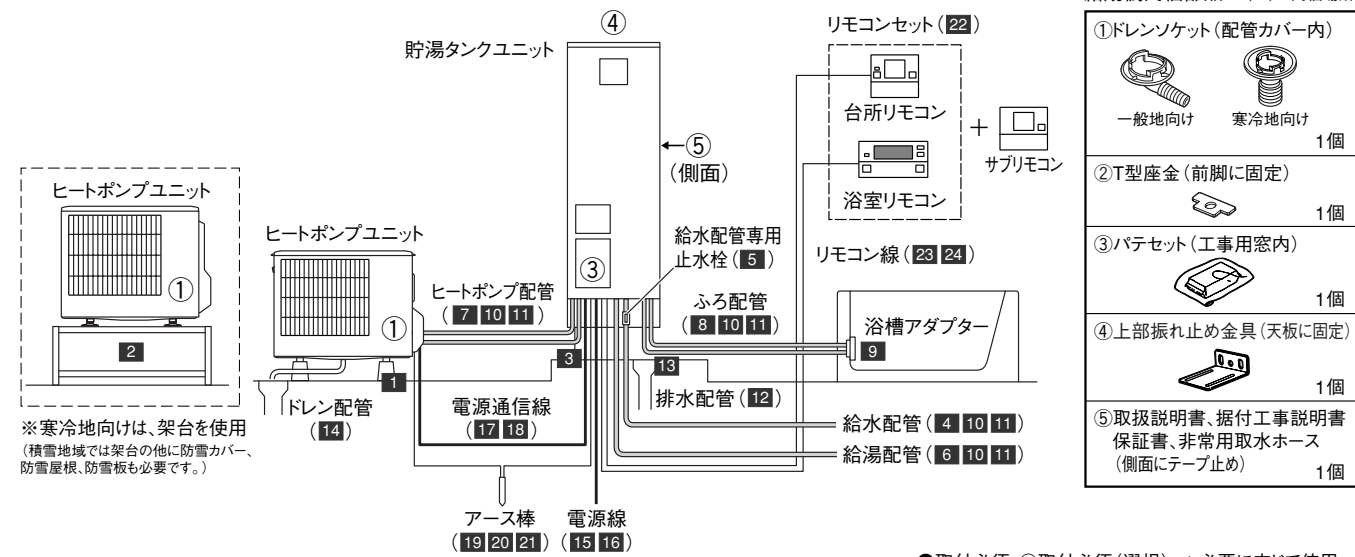 ④
貯湯タンクユニット
リモコンセット（22）
台所リモコン
浴室リモコン
+
サブリモコン
←⑤
（側面）
ヒートポンプユニット
①
2
※寒冷地向けは、架台を使用
（積雪地域では架台の他に防雪カバー、
防雪屋根、防雪板も必要です。）
ヒートポンプユニット
①
1
ドレン配管
（14）
ヒートポンプ配管
（7 10 11）
③
3
給水配管専用
止水栓（5）
リモコン線（23 24）
ふろ配管
（8 10 11）
浴槽アダプター
9
13
排水配管（12）
電源通信線
（17 18）
給水配管（4 10 11）
給湯配管（6 10 11）
アース棒
（19 20 21）
電源線
（15 16）
①ドレンソケット（配管カバー内）
一般地向け
寒冷地向け
1個
②T型座金（前脚に固定）
1個
③パテセット（工事用窓内）
1個
④上部振れ止め金具（天板に固定）
1個
⑤取扱説明書、据付工事説明書
保証書、非常用取水ホース
（側面にテープ止め）
1個